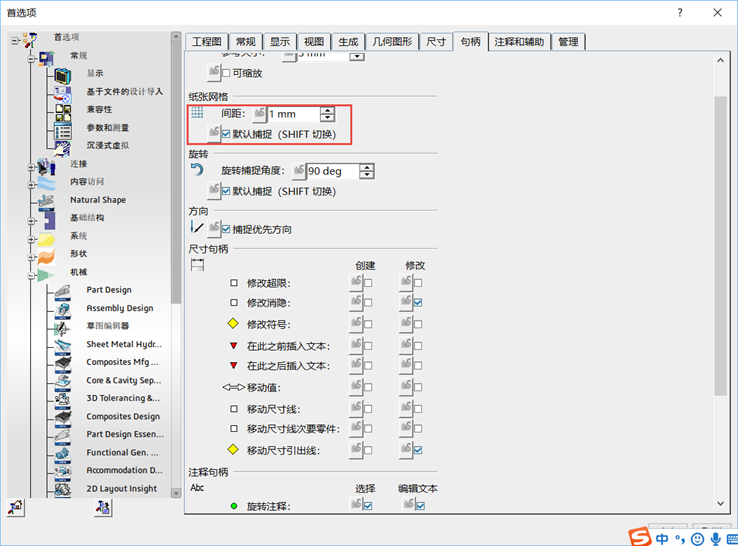 首选项
?
工程图 常规 显示 视图 生成 几何图形 尺寸 句柄 注释和辅助 管理
首选项
常规
显示
基于文件的设计导入
兼容性
参数和测量
沉浸式虚拟
连接
内容访问
Natural Shape
基础结构
系统
形状
机械
Part Design
Assembly Design
草图编辑器
Sheet Metal Hydr...
Composites Mfg ...
Core & Cavity Sep...
3D Tolerancing &...
Composites Design
Part Design Essen...
Functional Gen. ...
Accommodation D...
2D Layout Insight
可缩放
纸张网格
间距: 1 mm
默认捕捉（SHIFT 切换）
旋转
旋转捕捉角度: 90 deg
默认捕捉（SHIFT 切换）
方向
捕捉优先方向
尺寸句柄
创建 修改
修改超限:
修改消隐:
修改符号:
在此之前插入文本:
在此之后插入文本:
移动值:
移动尺寸线:
移动尺寸线次要零件:
移动尺寸引出线:
注释句柄
Abc 选择 编辑文本
旋转注释:
S 中